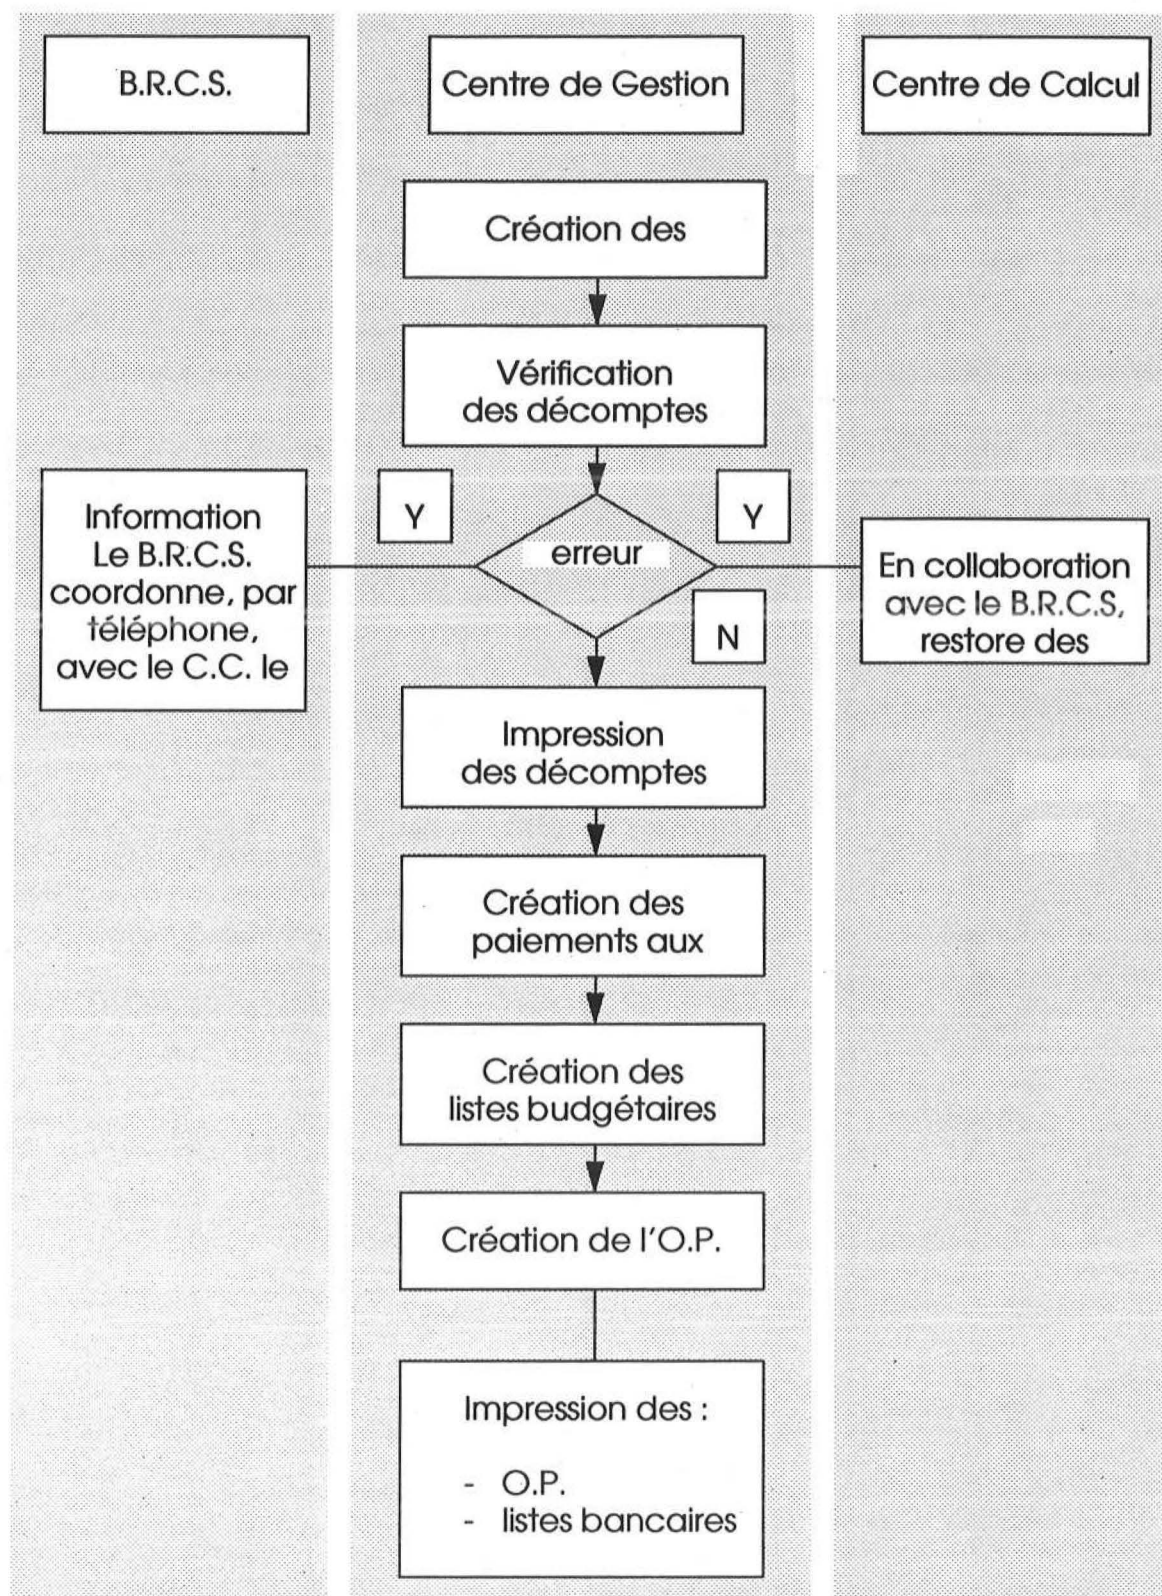 B.R.C.S.
Centre de Gestion
Centre de Calcul
Création des
Vérification
des décomptes
Y
Y
erreur
N
Information
Le B.R.C.S.
coordonne, par
téléphone,
avec le C.C. le
En collaboration
avec le B.R.C.S,
restore des
Impression
des décomptes
Création des
paiements aux
Création des
listes budgétaires
Création de l'O.P.
Impression des :
- O.P.
- listes bancaires